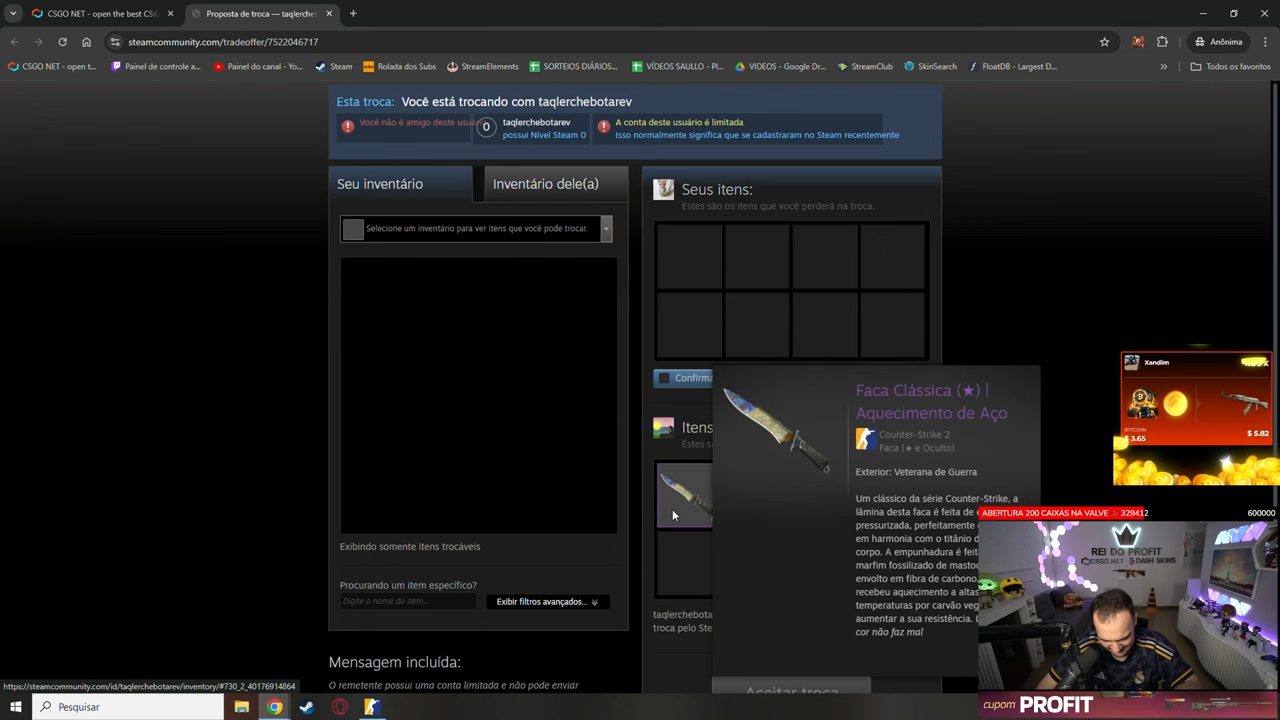 CSGO NET - open the best CS
Proposta de troca — taqlerchebot
steamcommunity.com/tradeoffer/7522046717
Anônima
CSGO NET - open t...
Painel de controle a...
Painel do canal - Yo...
Steam
Rolada dos Subs
StreamElements
SORTEIOS DIÁRIOS...
VÍDEOS SAULLO - Pl...
VIDEOS - Google Dr...
StreamClub
SkinSearch
FloatDB - Largest D...
Todos os favoritos
Esta troca: Você está trocando com taqlerchebotarev
Você não é amigo deste
0
taqlerchebotarev
possui Nível Steam 0
A conta deste usuário é limitada
Isso normalmente significa que se cadastraram no Steam recentemente
Seu inventário
Inventário dele(a)
Selecione um inventário para ver itens que você pode trocar.
Exibindo somente itens trocáveis
Procurando um item específico?
Digite o nome do item...
Exibir filtros avançados...
Mensagem incluída:
O remetente possui uma conta limitada e não pode enviar
Seus itens:
Estes são os itens que você perderá na troca.
Confirma
Itens
Estes s
taqlerchebota
troca pelo Ste
Faca Clássica (★) |
Aquecimento de Aço
Counter-Strike 2
Faca (★ e Oculto)
Exterior: Veterana de Guerra
Um clássico da série Counter-Strike, a
lâmina desta faca é feita de
pressurizada, perfeitamente
em harmonia com o titânio d
corpo. A empunhadura é feit
marfim fossilizado de masto
envolto em fibra de carbono.
recebeu aquecimento a altas
temperaturas por carvão veg
aumentar a sua resistência.
cor não faz mal
Aceitar troca
Xandim
BITCOIN
$ 3.65
$ 5.82
ABERTURA 200 CAIXAS NA VALVE
329412
600000
REI DO PROFIT
CSGO.NET
DASH SKINS
cupom PROFIT
https://steamcommunity.com/id/taqlerchebotarev/inventory/#730_2_40176914864
Pesquisar